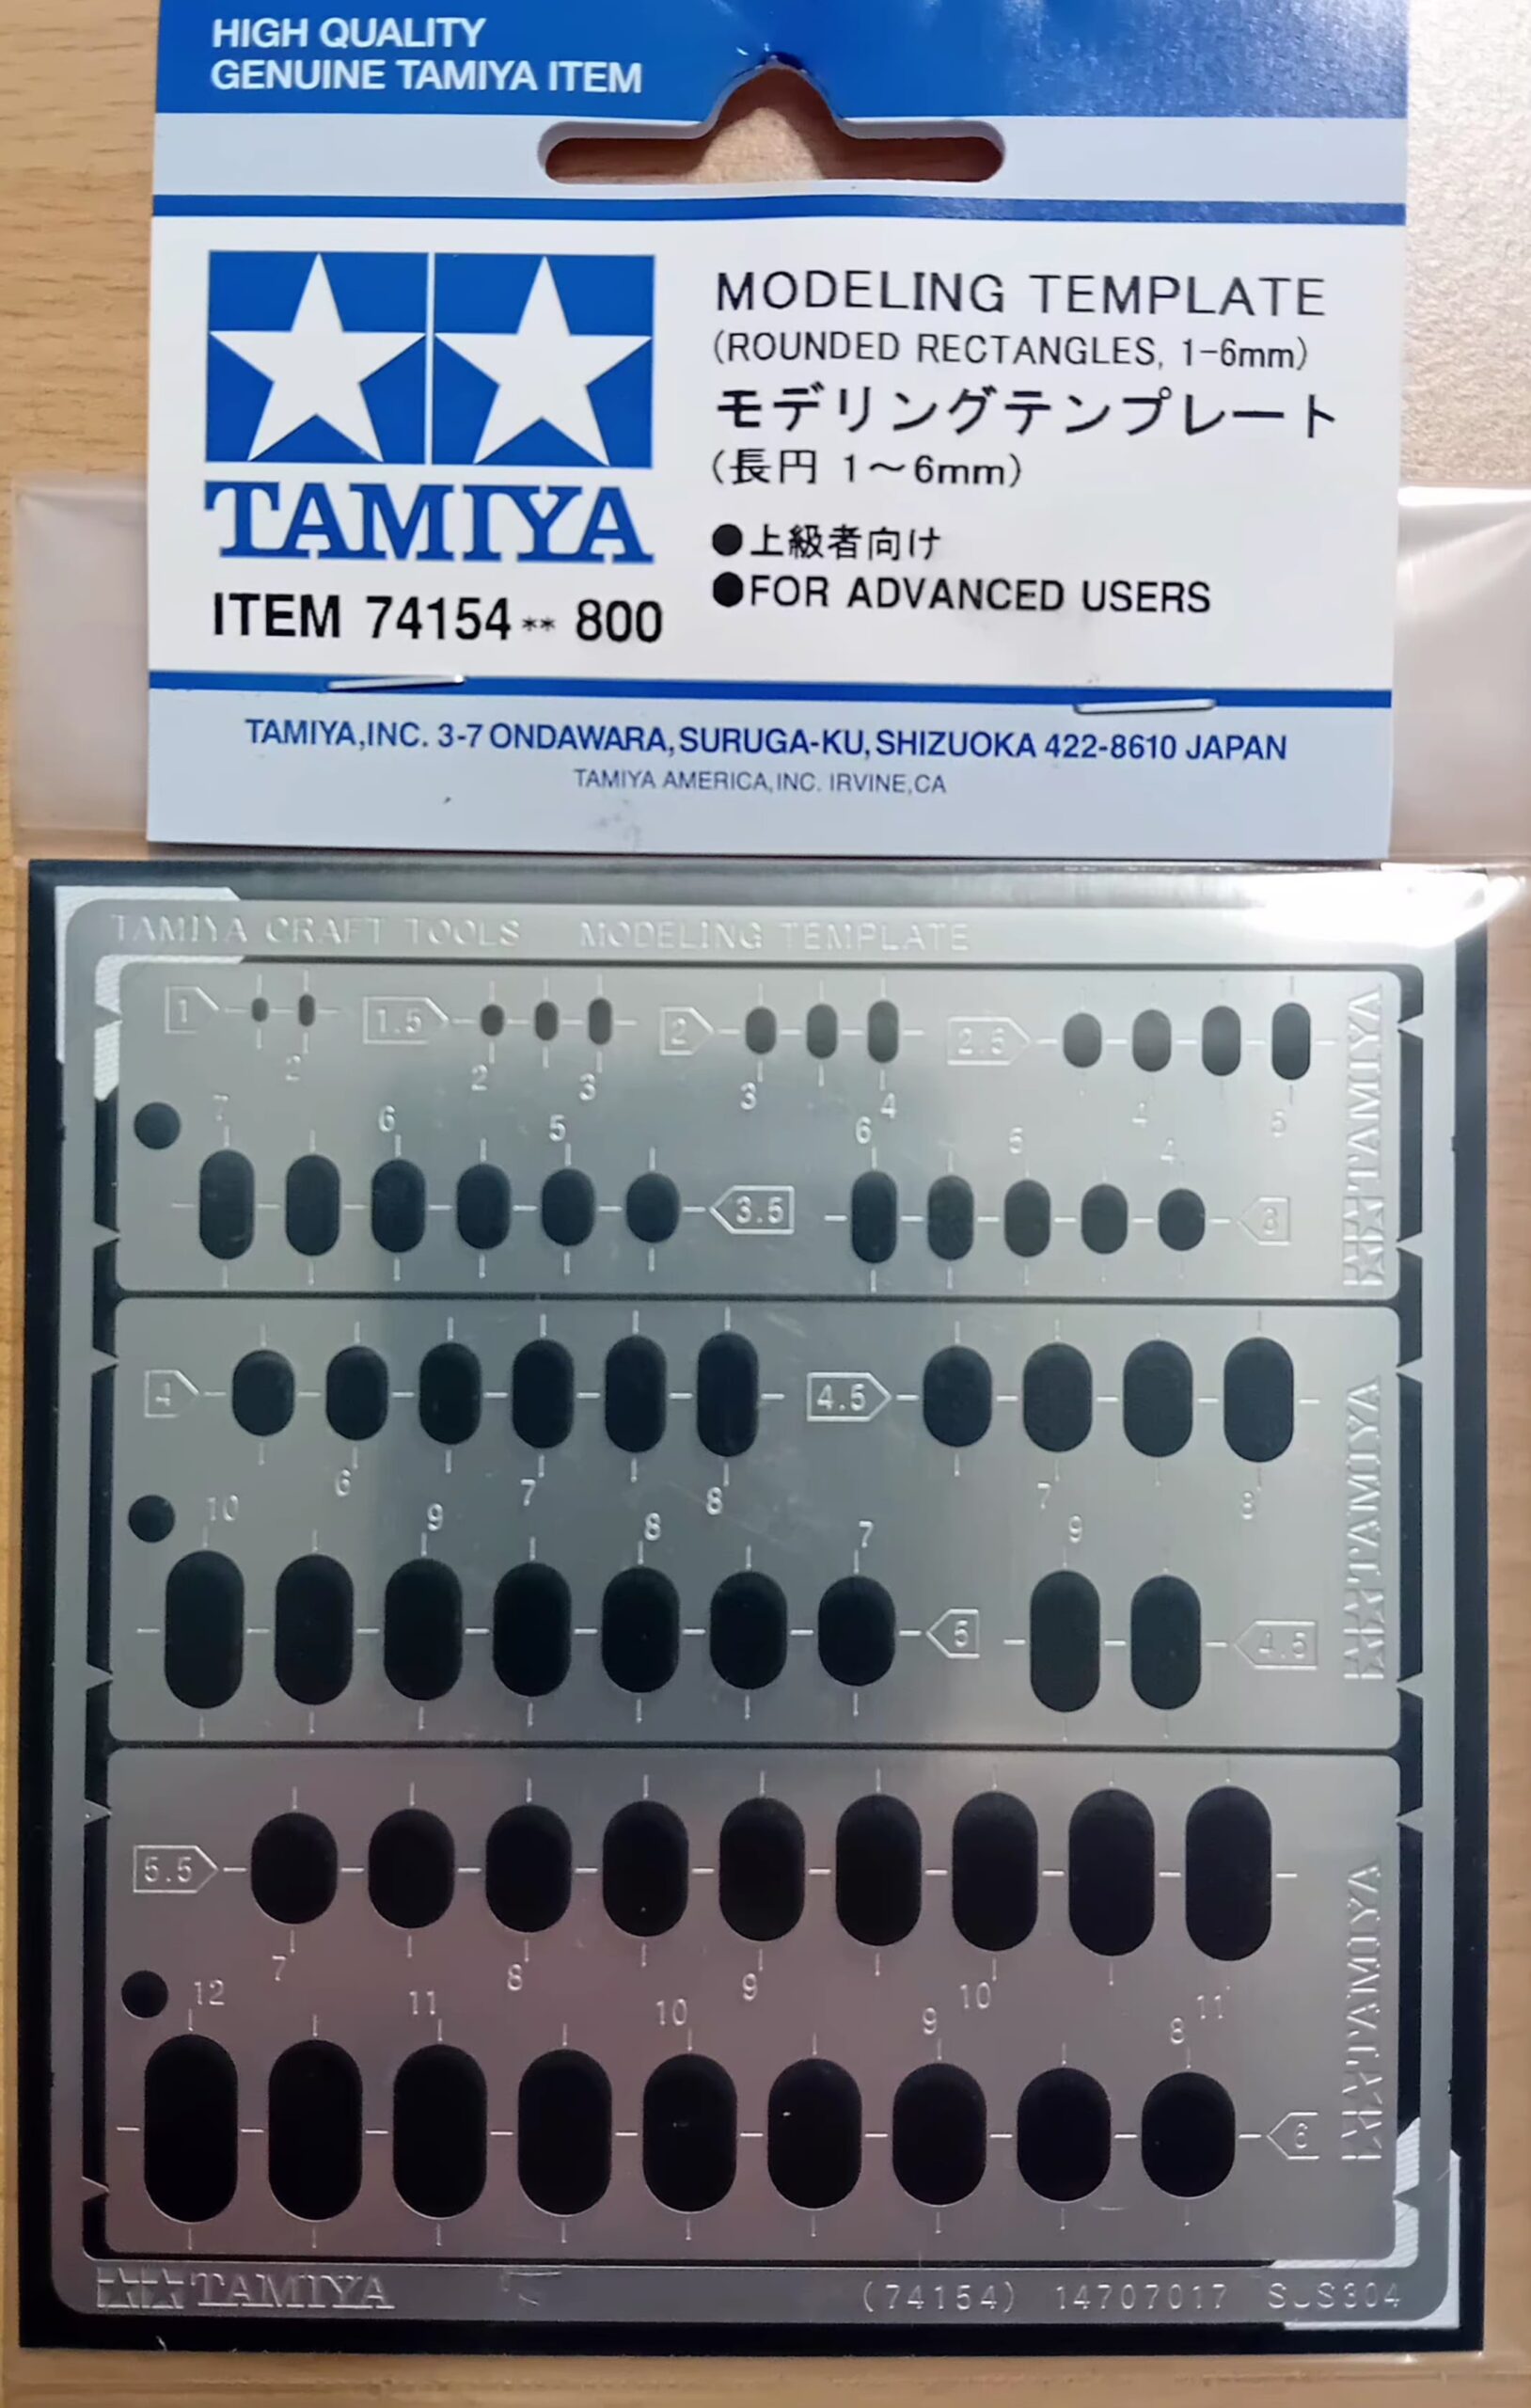 HIGH QUALITY
GENUINE TAMIYA ITEM
TAMIYA
ITEM 74154** 800
MODELING TEMPLATE
(ROUNDED RECTANGLES, 1-6mm)
モデリングテンプレート
(長円 1〜6mm)
●上級者向け
●FOR ADVANCED USERS
TAMIYA,INC. 3-7 ONDAWARA, SURUGA-KU, SHIZUOKA 422-8610 JAPAN
TAMIYA AMERICA, INC. IRVINE, CA
TAMIYA CRAFT TOOLS MODELING TEMPLATE
1 1.5 2 2.5
2 2 3 3 4 4 5
7 6 5 6 5 4
3.5 3
TAMIYA
4 4.5
6 7 8 7 8
10 9 8 7 9
5 4.5
TAMIYA
5.5
7 8 9 10 11
12 11 10 9 8
6
TAMIYA
TAMIYA
(74154) 14707017 SUS304